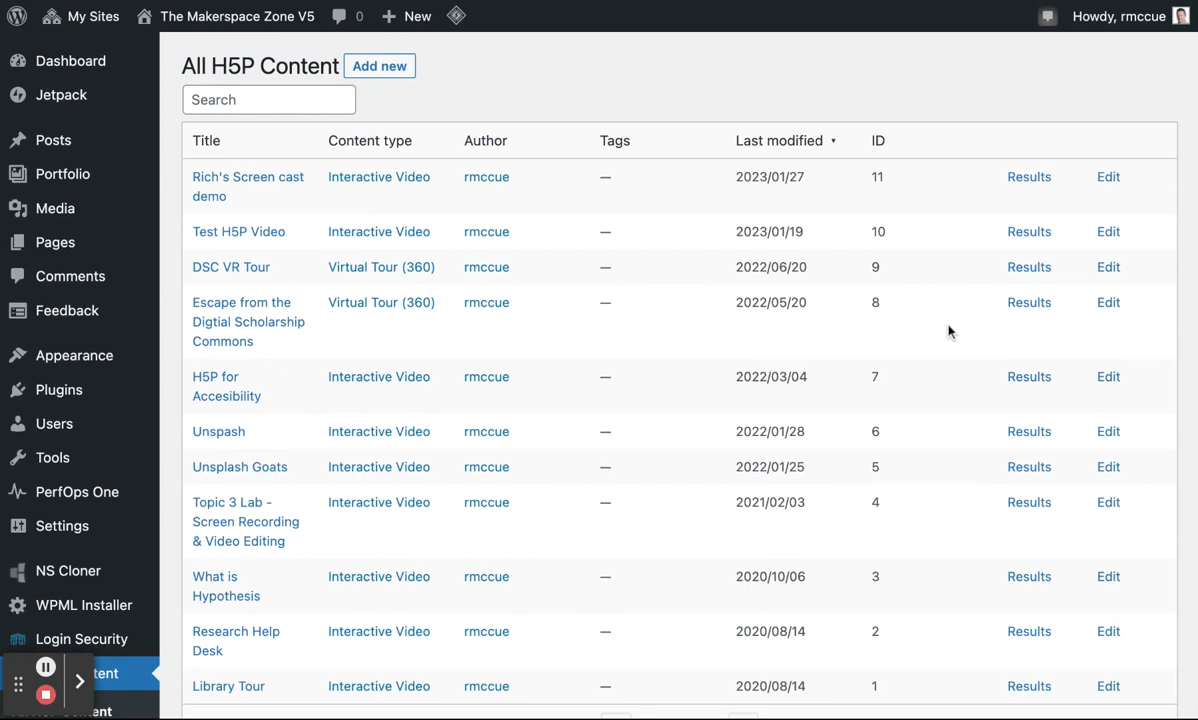 My Sites The Makerspace Zone V5 0 New Howdy, rmccue
Dashboard
Jetpack
Posts
Portfolio
Media
Pages
Comments
Feedback
Appearance
Plugins
Users
Tools
PerfOps One
Settings
NS Cloner
WPML Installer
Login Security
tent
All H5P Content Add new
Search
Title Content type Author Tags Last modified ▼ ID
Rich's Screen cast Interactive Video rmccue — 2023/01/27 11 Results Edit
demo
Test H5P Video Interactive Video rmccue — 2023/01/19 10 Results Edit
DSC VR Tour Virtual Tour (360) rmccue — 2022/06/20 9 Results Edit
Escape from the Virtual Tour (360) rmccue — 2022/05/20 8 Results Edit
Digtial Scholarship
Commons
H5P for Interactive Video rmccue — 2022/03/04 7 Results Edit
Accesibility
Unspash Interactive Video rmccue — 2022/01/28 6 Results Edit
Unsplash Goats Interactive Video rmccue — 2022/01/25 5 Results Edit
Topic 3 Lab - Interactive Video rmccue — 2021/02/03 4 Results Edit
Screen Recording
& Video Editing
What is Interactive Video rmccue — 2020/10/06 3 Results Edit
Hypothesis
Research Help Interactive Video rmccue — 2020/08/14 2 Results Edit
Desk
Library Tour Interactive Video rmccue — 2020/08/14 1 Results Edit